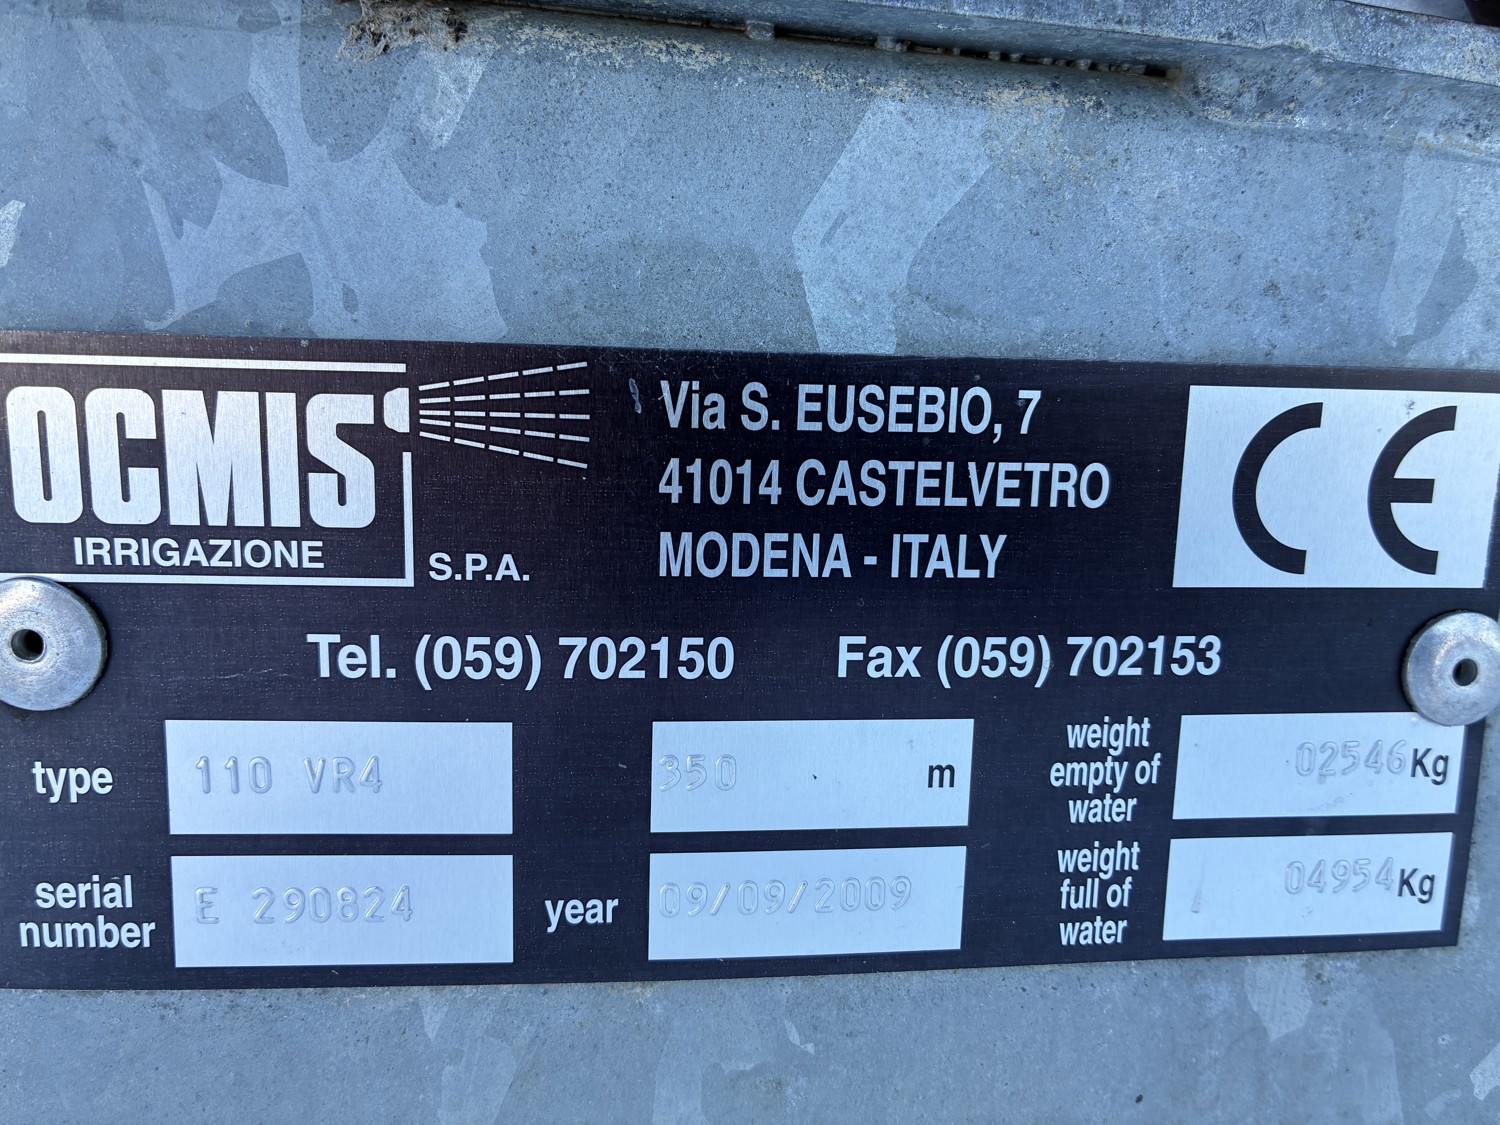 OCMIS
IRRIGAZIONE
S.P.A.
Via S. EUSEBIO, 7
41014 CASTELVETRO
MODENA - ITALY
CE
Tel. (059) 702150
Fax (059) 702153
type
110 VR4
350 m
weight
empty of
water
02546 Kg
serial
number
E 290824
year
09/09/2009
weight
full of
water
04954 Kg